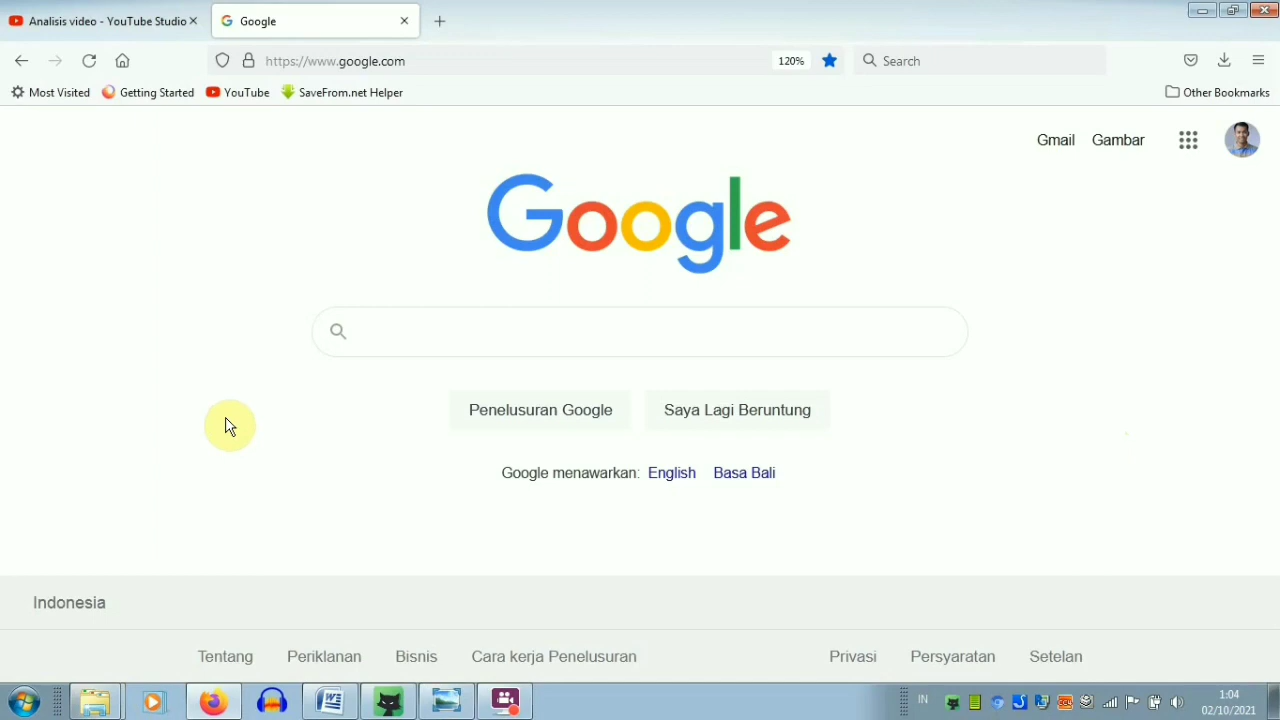 Analisis video - YouTube Studio
Google
https://www.google.com
120%
Search
Most Visited
Getting Started
YouTube
SaveFrom.net Helper
Other Bookmarks
Gmail
Gambar
Google
Penelusuran Google
Saya Lagi Beruntung
Google menawarkan: English Basa Bali
Indonesia
Tentang
Periklanan
Bisnis
Cara kerja Penelusuran
Privasi
Persyaratan
Setelan
IN
1:04
02/10/2021